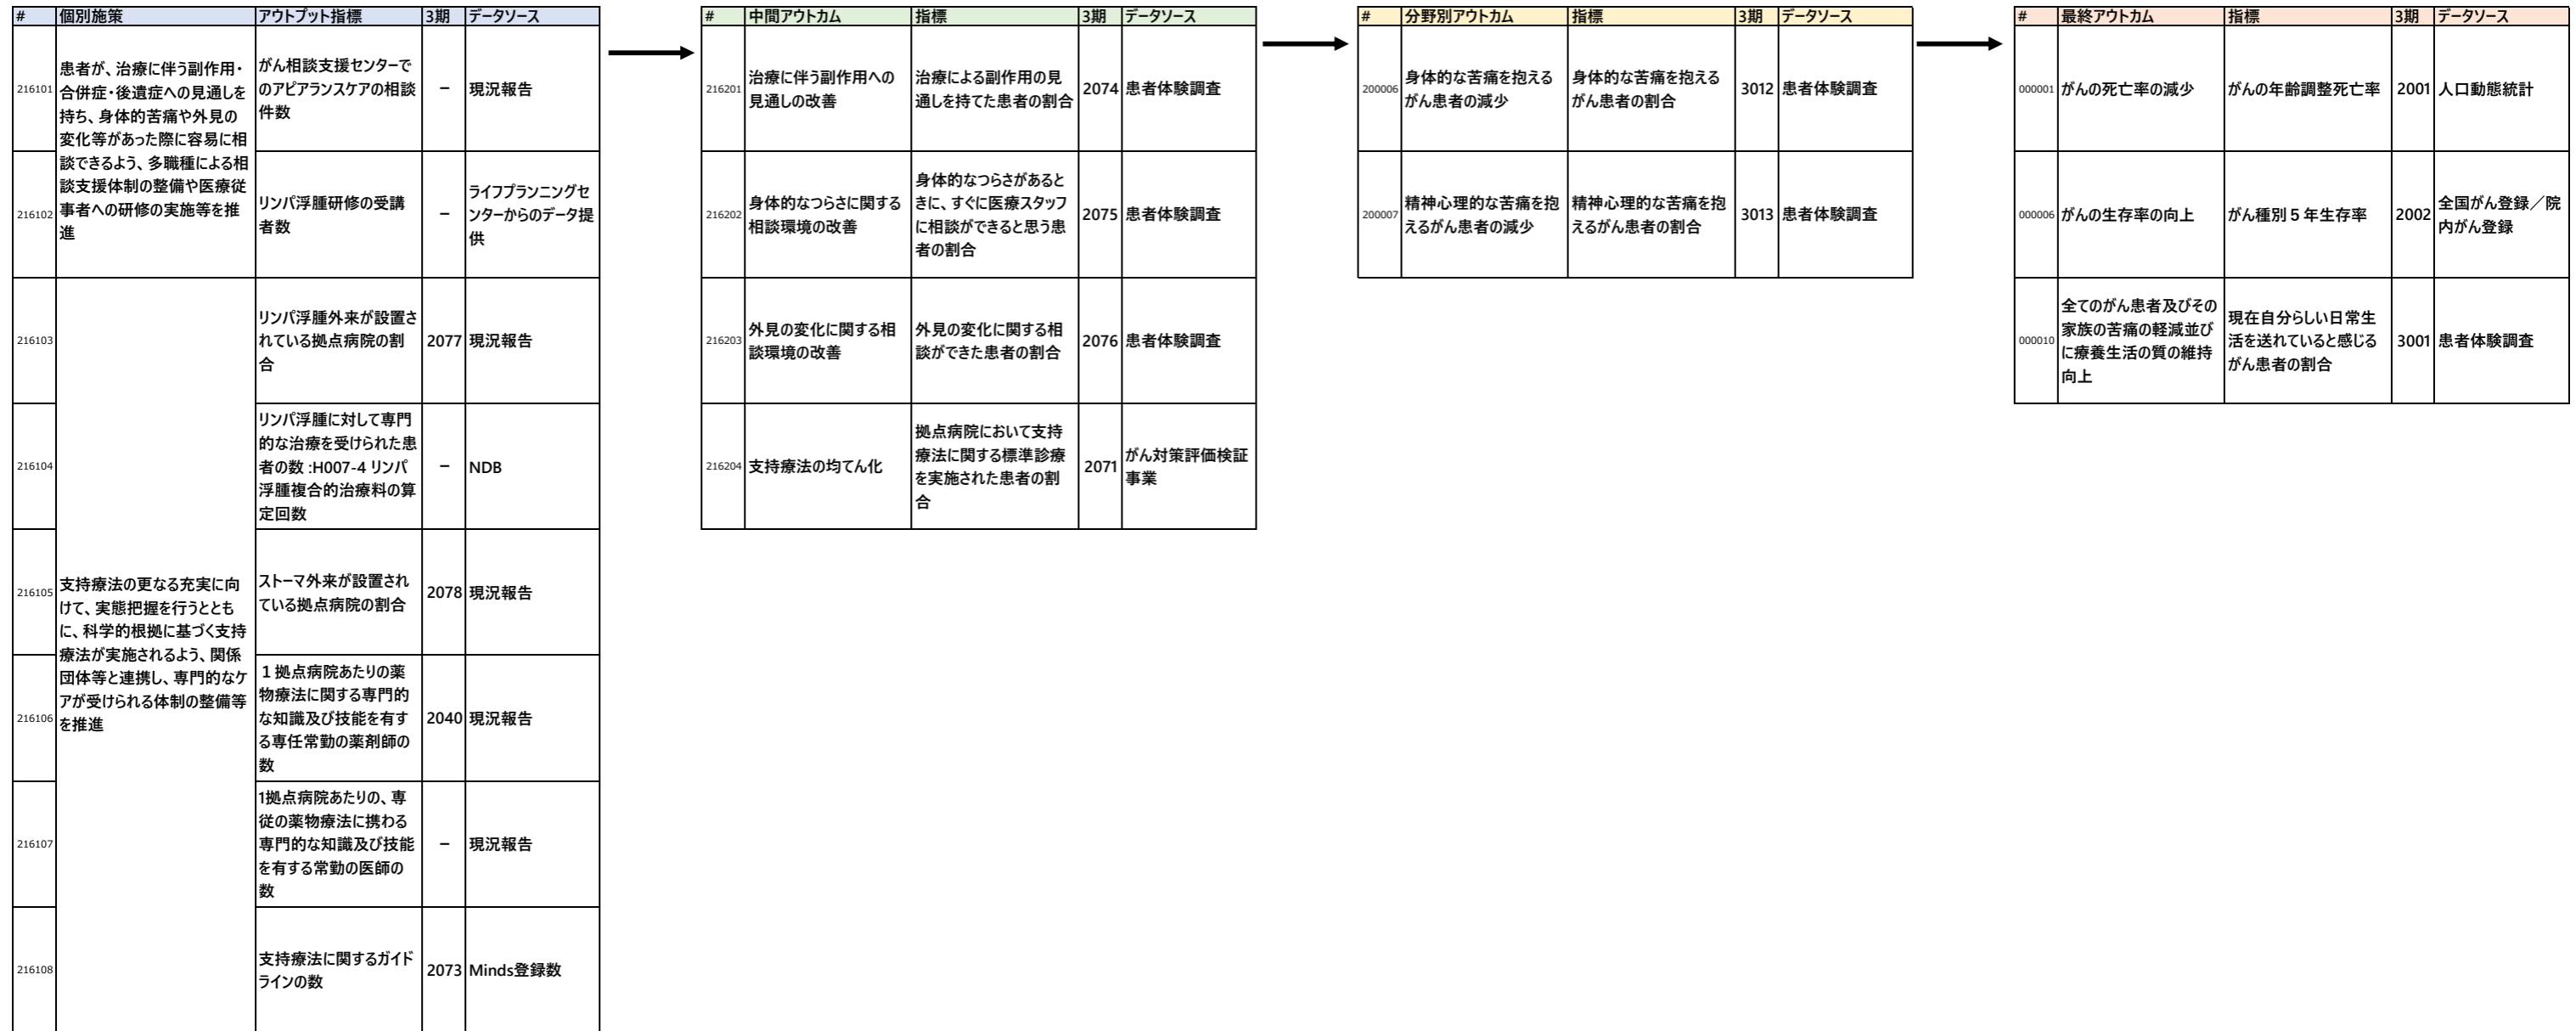 # 個別施策 アウトプット指標 3期 データソース
216101
患者が、治療に伴う副作用・
合併症・後遺症への見通しを
持ち、身体的苦痛や外見の
変化等があった際に容易に相
談できるよう、多職種による相
談支援体制の整備や医療従
事者への研修の実施等を推
進
がん相談支援センターで
のアピアランスケアの相談
件数
－
現況報告
216102
リンパ浮腫研修の受講
者数
－
ライフプランニングセ
ンターからのデータ提
供
216103
支持療法の更なる充実に向
けて、実態把握を行うととも
に、科学的根拠に基づく支持
療法が実施されるよう、関係
団体等と連携し、専門的なケ
アが受けられる体制の整備等
を推進
リンパ浮腫外来が設置さ
れている拠点病院の割
合
2077
現況報告
216104
リンパ浮腫に対して専門
的な治療を受けられた患
者の数 :H007-4 リンパ
浮腫複合的治療料の算
定回数
－
NDB
216105
ストーマ外来が設置され
ている拠点病院の割合
2078
現況報告
216106
１拠点病院あたりの薬
物療法に関する専門的
な知識及び技能を有す
る専任常勤の薬剤師の
数
2040
現況報告
216107
1拠点病院あたりの、専
従の薬物療法に携わる
専門的な知識及び技能
を有する常勤の医師の
数
－
現況報告
216108
支持療法に関するガイド
ラインの数
2073
Minds登録数
# 中間アウトカム 指標 3期 データソース
216201
治療に伴う副作用への
見通しの改善
治療による副作用の見
通しを持てた患者の割合
2074
患者体験調査
216202
身体的なつらさに関する
相談環境の改善
身体的なつらさがあると
きに、すぐに医療スタッフ
に相談ができると思う患
者の割合
2075
患者体験調査
216203
外見の変化に関する相
談環境の改善
外見の変化に関する相
談ができた患者の割合
2076
患者体験調査
216204
支持療法の均てん化
拠点病院において支持
療法に関する標準診療
を実施された患者の割
合
2071
がん対策評価検証
事業
# 分野別アウトカム 指標 3期 データソース
200006
身体的な苦痛を抱える
がん患者の減少
身体的な苦痛を抱える
がん患者の割合
3012
患者体験調査
200007
精神心理的な苦痛を抱
えるがん患者の減少
精神心理的な苦痛を抱
えるがん患者の割合
3013
患者体験調査
# 最終アウトカム 指標 3期 データソース
000001
がんの死亡率の減少
がんの年齢調整死亡率
2001
人口動態統計
000006
がんの生存率の向上
がん種別５年生存率
2002
全国がん登録／院
内がん登録
000010
全てのがん患者及びその
家族の苦痛の軽減並び
に療養生活の質の維持
向上
現在自分らしい日常生
活を送れていると感じる
がん患者の割合
3001
患者体験調査